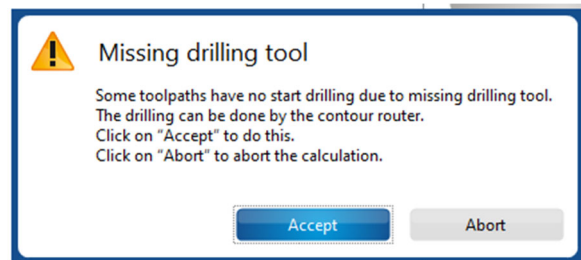 Missing drilling tool
Some toolpaths have no start drilling due to missing drilling tool.
The drilling can be done by the contour router.
Click on "Accept" to do this.
Click on "Abort" to abort the calculation.
Accept
Abort